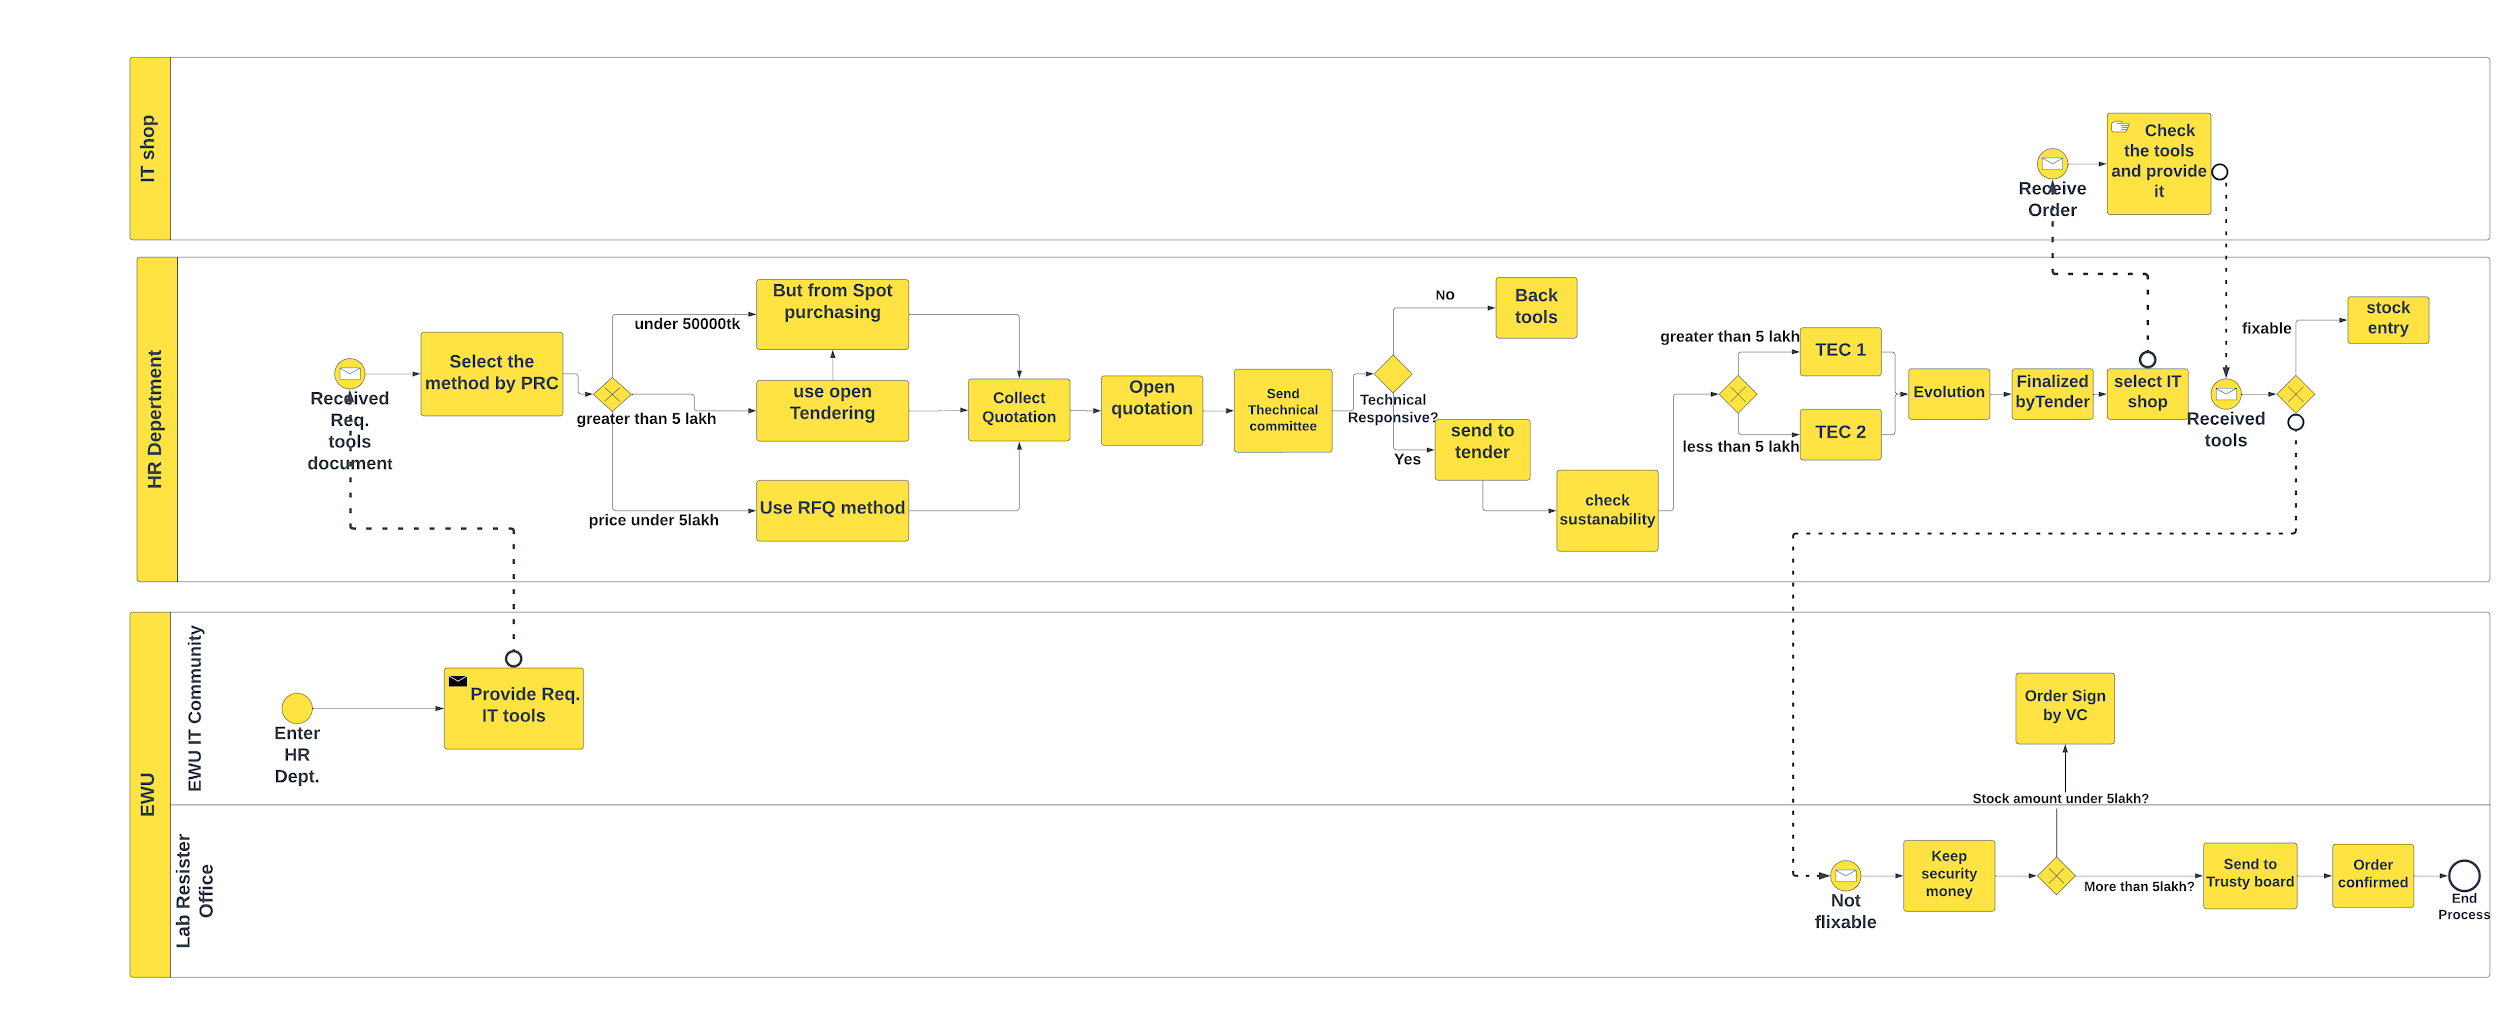 IT shop
Check
the tools
and provide
it
Receive
Order
HR Depertment
Received
Req.
tools
document
Select the
method by PRC
under 50000tk
greater than 5 lakh
price under 5lakh
But from Spot
purchasing
use open
Tendering
Use RFQ method
Collect
Quotation
Open
quotation
Send
Thechnical
committee
Technical
Responsive?
No
Yes
Back
tools
send to
tender
check
sustanability
greater than 5 lakh
less than 5 lakh
TEC 1
TEC 2
Evolution
Finalized
byTender
select IT
shop
Received
tools
fixable
stock
entry
EWU
EWU IT Community
Enter
HR
Dept.
Provide Req.
IT tools
Order Sign
by VC
Stock amount under 5lakh?
Lab Resister
Office
Not
flixable
Keep
security
money
More than 5lakh?
Send to
Trusty board
Order
confirmed
End
Process